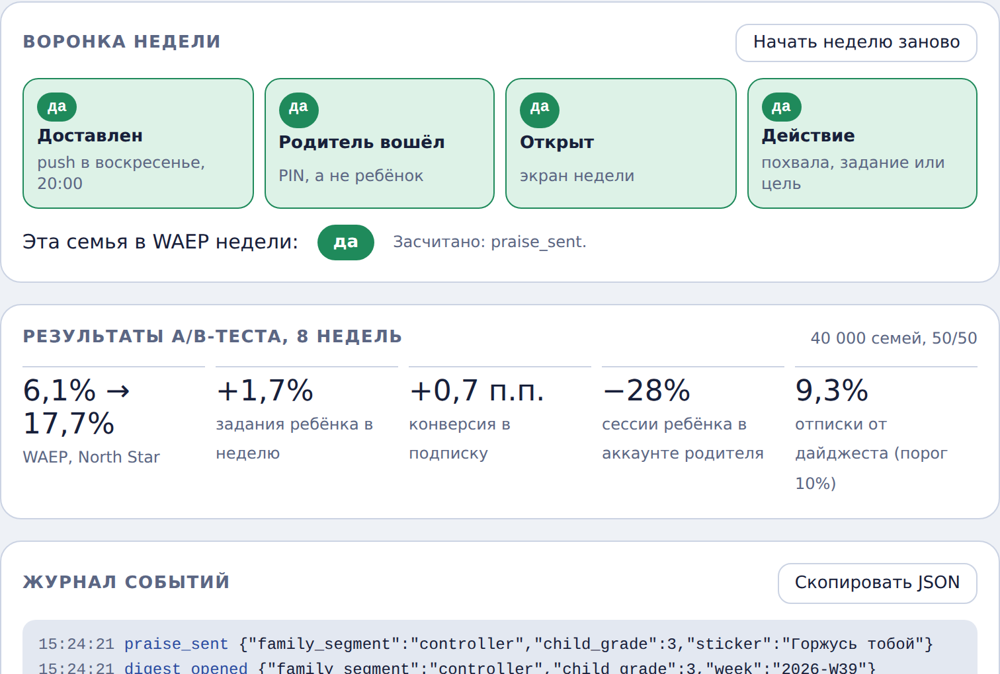 ВОРОНКА НЕДЕЛИ
Начать неделю заново
да
Доставлен
push в воскресенье,
20:00
да
Родитель вошёл
PIN, а не ребёнок
да
Открыт
экран недели
да
Действие
похвала, задание или
цель
Эта семья в WAEP недели: да Засчитано: praise_sent.
РЕЗУЛЬТАТЫ A/B-ТЕСТА, 8 НЕДЕЛЬ
40 000 семей, 50/50
6,1% →
17,7%
WAEP, North Star
+1,7%
задания ребёнка в
неделю
+0,7 п.п.
конверсия в
подписку
−28%
сессии ребёнка в
аккаунте родителя
9,3%
отписки от
дайджеста (порог
10%)
ЖУРНАЛ СОБЫТИЙ
Скопировать JSON
15:24:21 praise_sent {"family_segment":"controller","child_grade":3,"sticker":"Горжусь тобой"}
15:24:21 digest_opened {"family_segment":"controller","child_grade":3,"week":"2026-W39"}